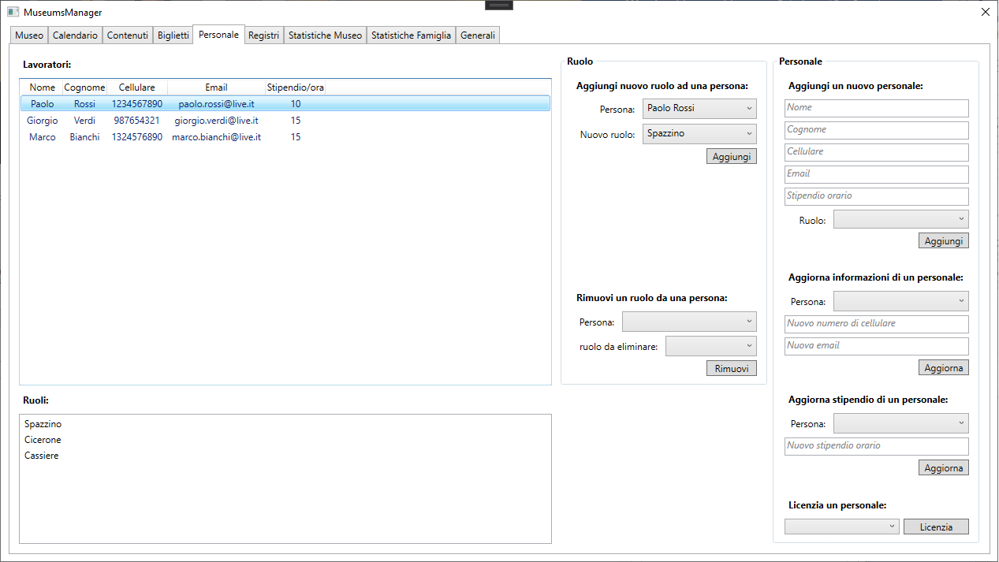 MuseumsManager
Museo Calendario Contenuti Biglietti Personale Registri Statistiche Museo Statistiche Famiglia Generali
Lavoratori:
Nome Cognome Cellulare Email Stipendio/ora
Paolo Rossi 1234567890 paolo.rossi@live.it 10
Giorgio Verdi 987654321 giorgio.verdi@live.it 15
Marco Bianchi 1324576890 marco.bianchi@live.it 15
Ruoli:
Spazzino
Cicerone
Cassiere
Ruolo
Aggiungi nuovo ruolo ad una persona:
Persona: Paolo Rossi
Nuovo ruolo: Spazzino
Aggiungi
Rimuovi un ruolo da una persona:
Persona:
ruolo da eliminare:
Rimuovi
Personale
Aggiungi un nuovo personale:
Nome
Cognome
Cellulare
Email
Stipendio orario
Ruolo:
Aggiungi
Aggiorna informazioni di un personale:
Persona:
Nuovo numero di cellulare
Nuova email
Aggiorna
Aggiorna stipendio di un personale:
Persona:
Nuovo stipendio orario
Aggiorna
Licenzia un personale:
Licenzia